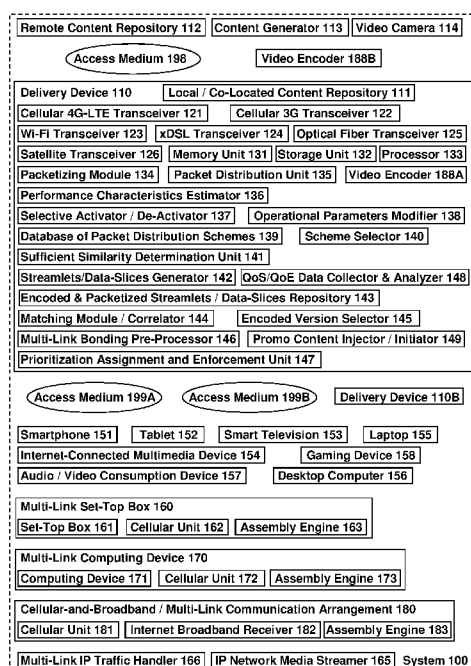 Remote Content Repository 112 Content Generator 113 Video Camera 114
Access Medium 198 Video Encoder 188B
Delivery Device 110 Local / Co-Located Content Repository 111
Cellular 4G-LTE Transceiver 121 Cellular 3G Transceiver 122
Wi-Fi Transceiver 123 xDSL Transceiver 124 Optical Fiber Transceiver 125
Satellite Transceiver 126 Memory Unit 131 Storage Unit 132 Processor 133
Packetizing Module 134 Packet Distribution Unit 135 Video Encoder 188A
Performance Characteristics Estimator 136
Selective Activator / De-Activator 137 Operational Parameters Modifier 138
Database of Packet Distribution Schemes 139 Scheme Selector 140
Sufficient Similarity Determination Unit 141
Streamlets/Data-Slices Generator 142 QoS/QoE Data Collector & Analyzer 148
Encoded & Packetized Streamlets / Data-Slices Repository 143
Matching Module / Correlator 144 Encoded Version Selector 145
Multi-Link Bonding Pre-Processor 146 Promo Content Injector / Initiator 149
Prioritization Assignment and Enforcement Unit 147
Access Medium 199A Access Medium 199B Delivery Device 110B
Smartphone 151 Tablet 152 Smart Television 153 Laptop 155
Internet-Connected Multimedia Device 154 Gaming Device 158
Audio / Video Consumption Device 157 Desktop Computer 156
Multi-Link Set-Top Box 160
Set-Top Box 161 Cellular Unit 162 Assembly Engine 163
Multi-Link Computing Device 170
Computing Device 171 Cellular Unit 172 Assembly Engine 173
Cellular-and-Broadband / Multi-Link Communication Arrangement 180
Cellular Unit 181 Internet Broadband Receiver 182 Assembly Engine 183
Multi-Link IP Traffic Handler 166 IP Network Media Streamer 165 System 100